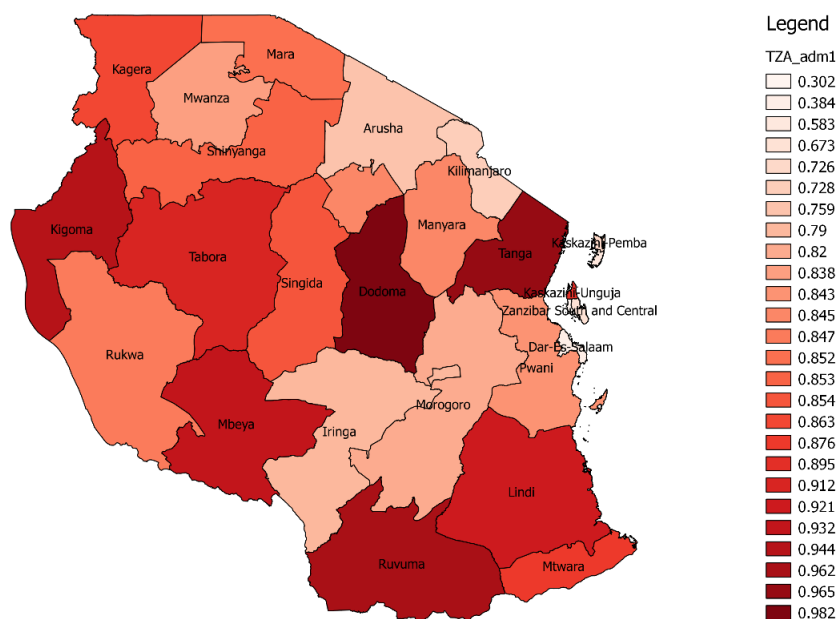 Legend
TZA_adm1
0.302
0.384
0.583
0.673
0.726
0.728
0.759
0.79
0.82
0.838
0.843
0.845
0.847
0.852
0.853
0.854
0.863
0.876
0.895
0.912
0.921
0.932
0.944
0.962
0.965
0.982
Kagera
Mara
Mwanza
Arusha
Shinyanga
Kilimanjaro
Kigoma
Manyara
Tabora
Singida
Dodoma
Tanga
Kaskazini-Pemba
Kaskazini-Unguja
Zanzibar South and Central
Dar-Es-Salaam
Rukwa
Pwani
Mbeya
Iringa
Morogoro
Lindi
Ruvuma
Mtwara